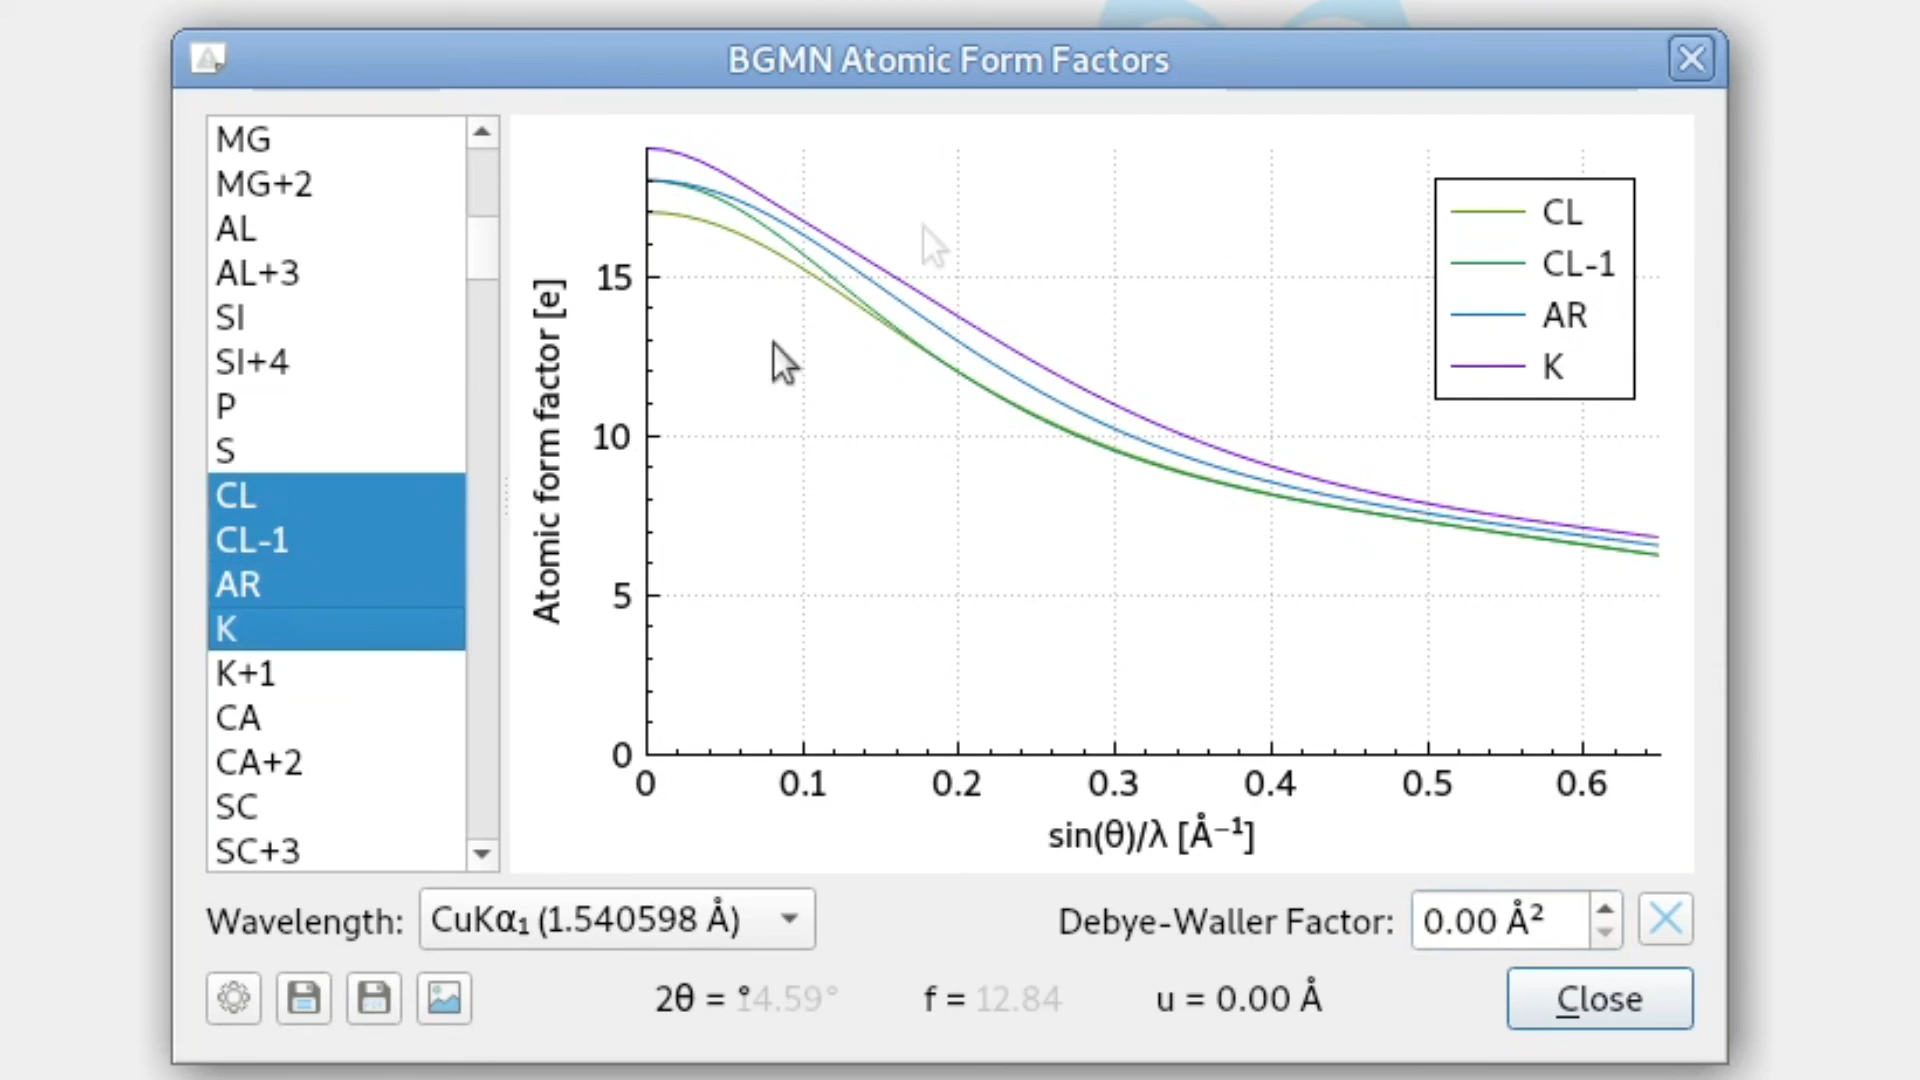 BGMN Atomic Form Factors
MG
MG+2
AL
AL+3
SI
SI+4
P
S
CL
CL-1
AR
K
K+1
CA
CA+2
SC
SC+3
Atomic form factor [e]
15
10
5
0
0 0.1 0.2 0.3 0.4 0.5 0.6
sin(θ)/λ [Å⁻¹]
CL
CL-1
AR
K
Wavelength: CuKα₁ (1.540598 Å)
Debye-Waller Factor: 0.00 Å²
2θ = 14.59° f = 12.84 u = 0.00 Å
Close